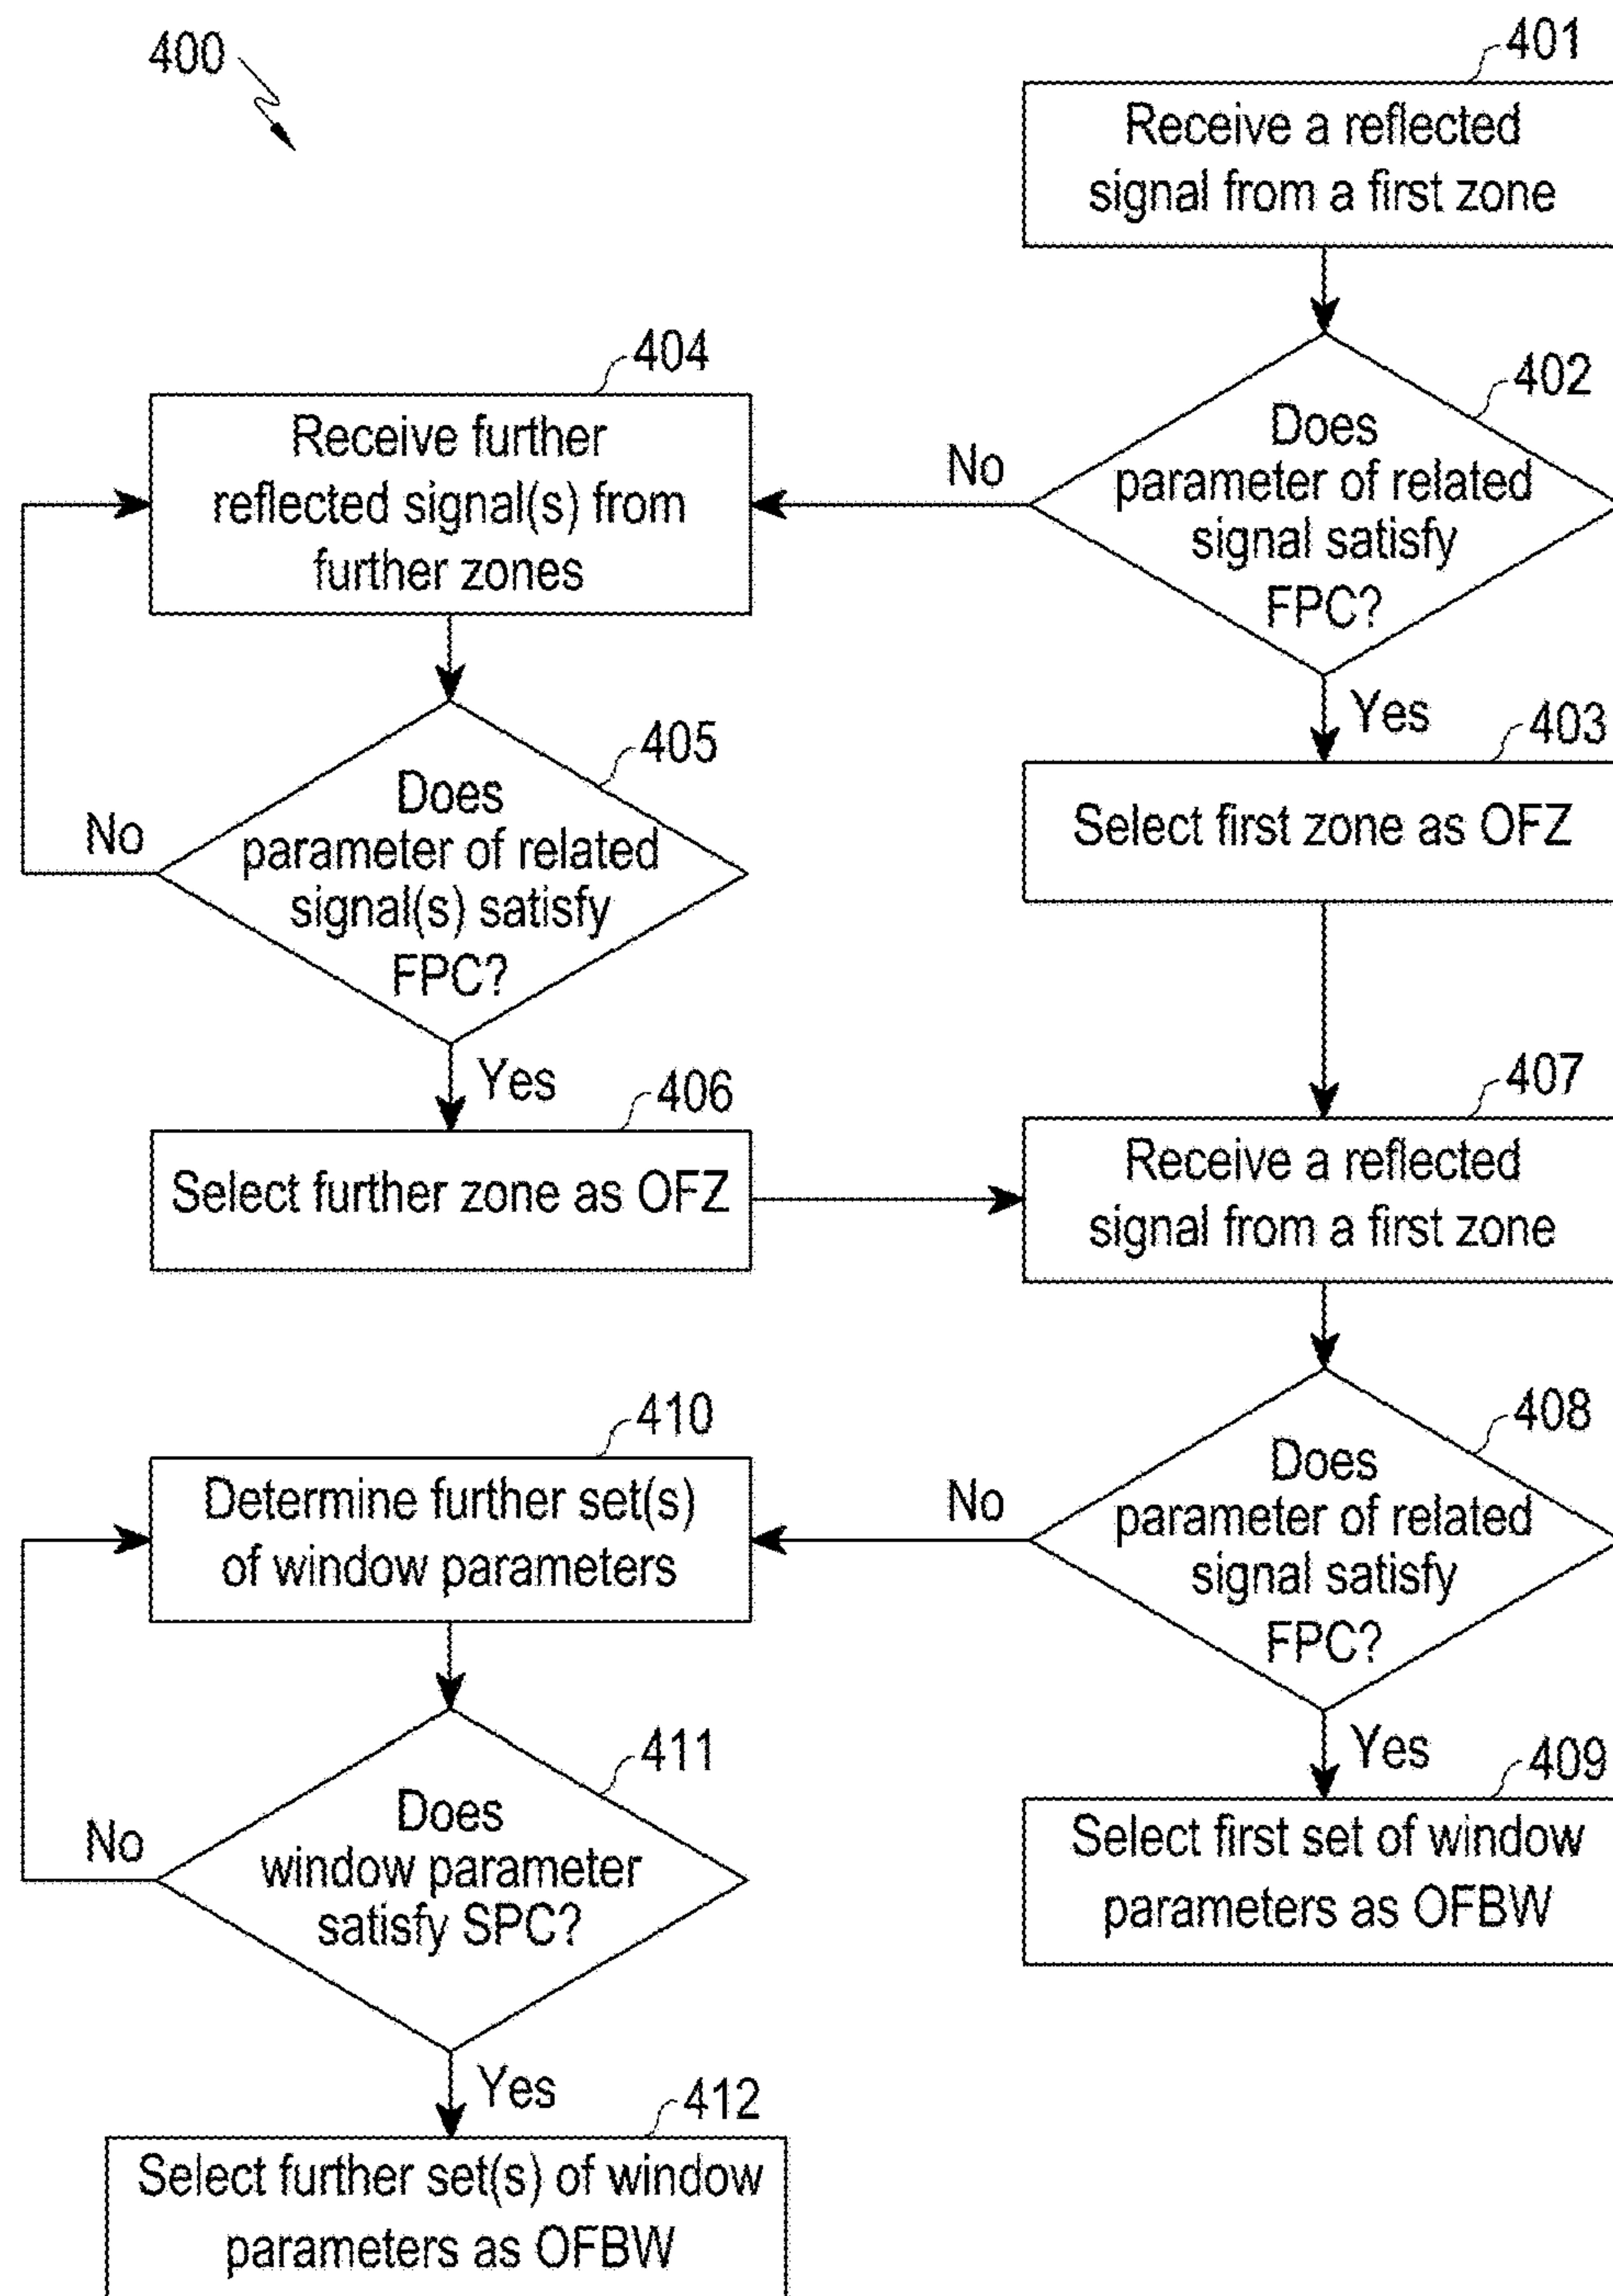 400
401
Receive a reflected
signal from a first zone
402
Does
parameter of related
signal satisfy
FPC?
No
Yes
403
Select first zone as OFZ
404
Receive further
reflected signal(s) from
further zones
405
Does
parameter of related
signal(s) satisfy
FPC?
No
Yes
406
Select further zone as OFZ
407
Receive a reflected
signal from a first zone
408
Does
parameter of related
signal satisfy
FPC?
No
Yes
409
Select first set of window
parameters as OFBW
410
Determine further set(s)
of window parameters
411
Does
window parameter
satisfy SPC?
No
Yes
412
Select further set(s) of window
parameters as OFBW